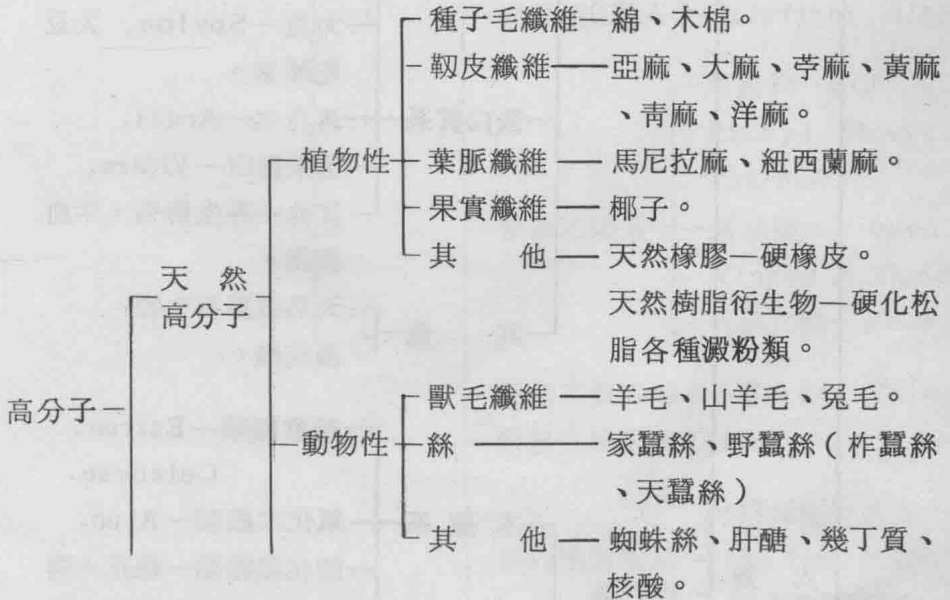 種子毛纖維—綿、木棉。
韌皮纖維——亞麻、大麻、苧麻、黃麻
、靑麻、洋麻。
植物性—葉脈纖維——馬尼拉麻、紐西蘭麻。
果實纖維——椰子。
其　　他——天然橡膠—硬橡皮。
天　然
高分子
天然樹脂衍生物—硬化松
脂各種澱粉類。
高分子—
獸毛纖維——羊毛、山羊毛、兔毛。
動物性—絲——家蠶絲、野蠶絲（柞蠶絲
、天蠶絲）
其　　他——蜘蛛絲、肝醣、幾丁質、
核酸。